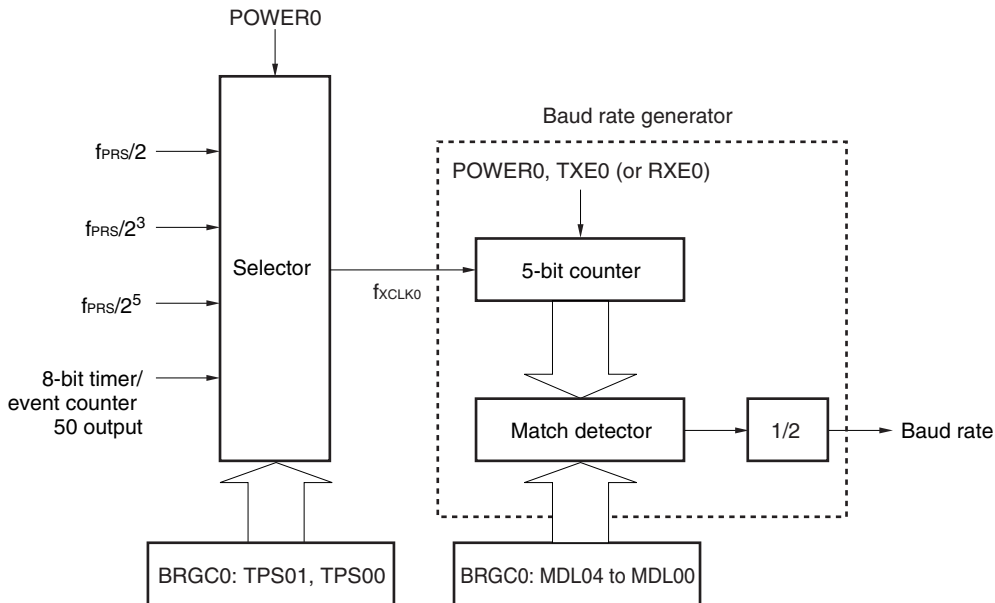 POWER0
Baud rate generator
fPRS/2
POWER0, TXE0 (or RXE0)
fPRS/2³
Selector
5-bit counter
fXCLK0
fPRS/2⁵
8-bit timer/
event counter
50 output
Match detector
1/2
Baud rate
BRGC0: TPS01, TPS00
BRGC0: MDL04 to MDL00